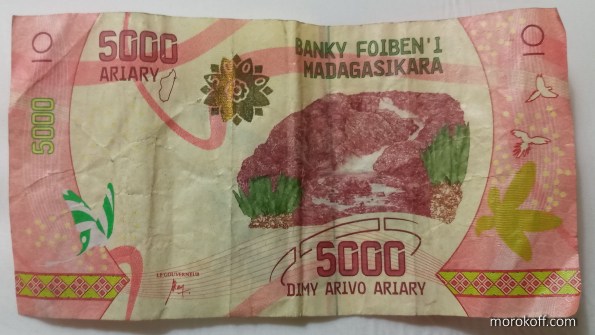 5000
ARIARY
BANKY FOIBEN'I
MADAGASIKARA
5000
5000
DIMY ARIVO ARIARY
morokoff.com